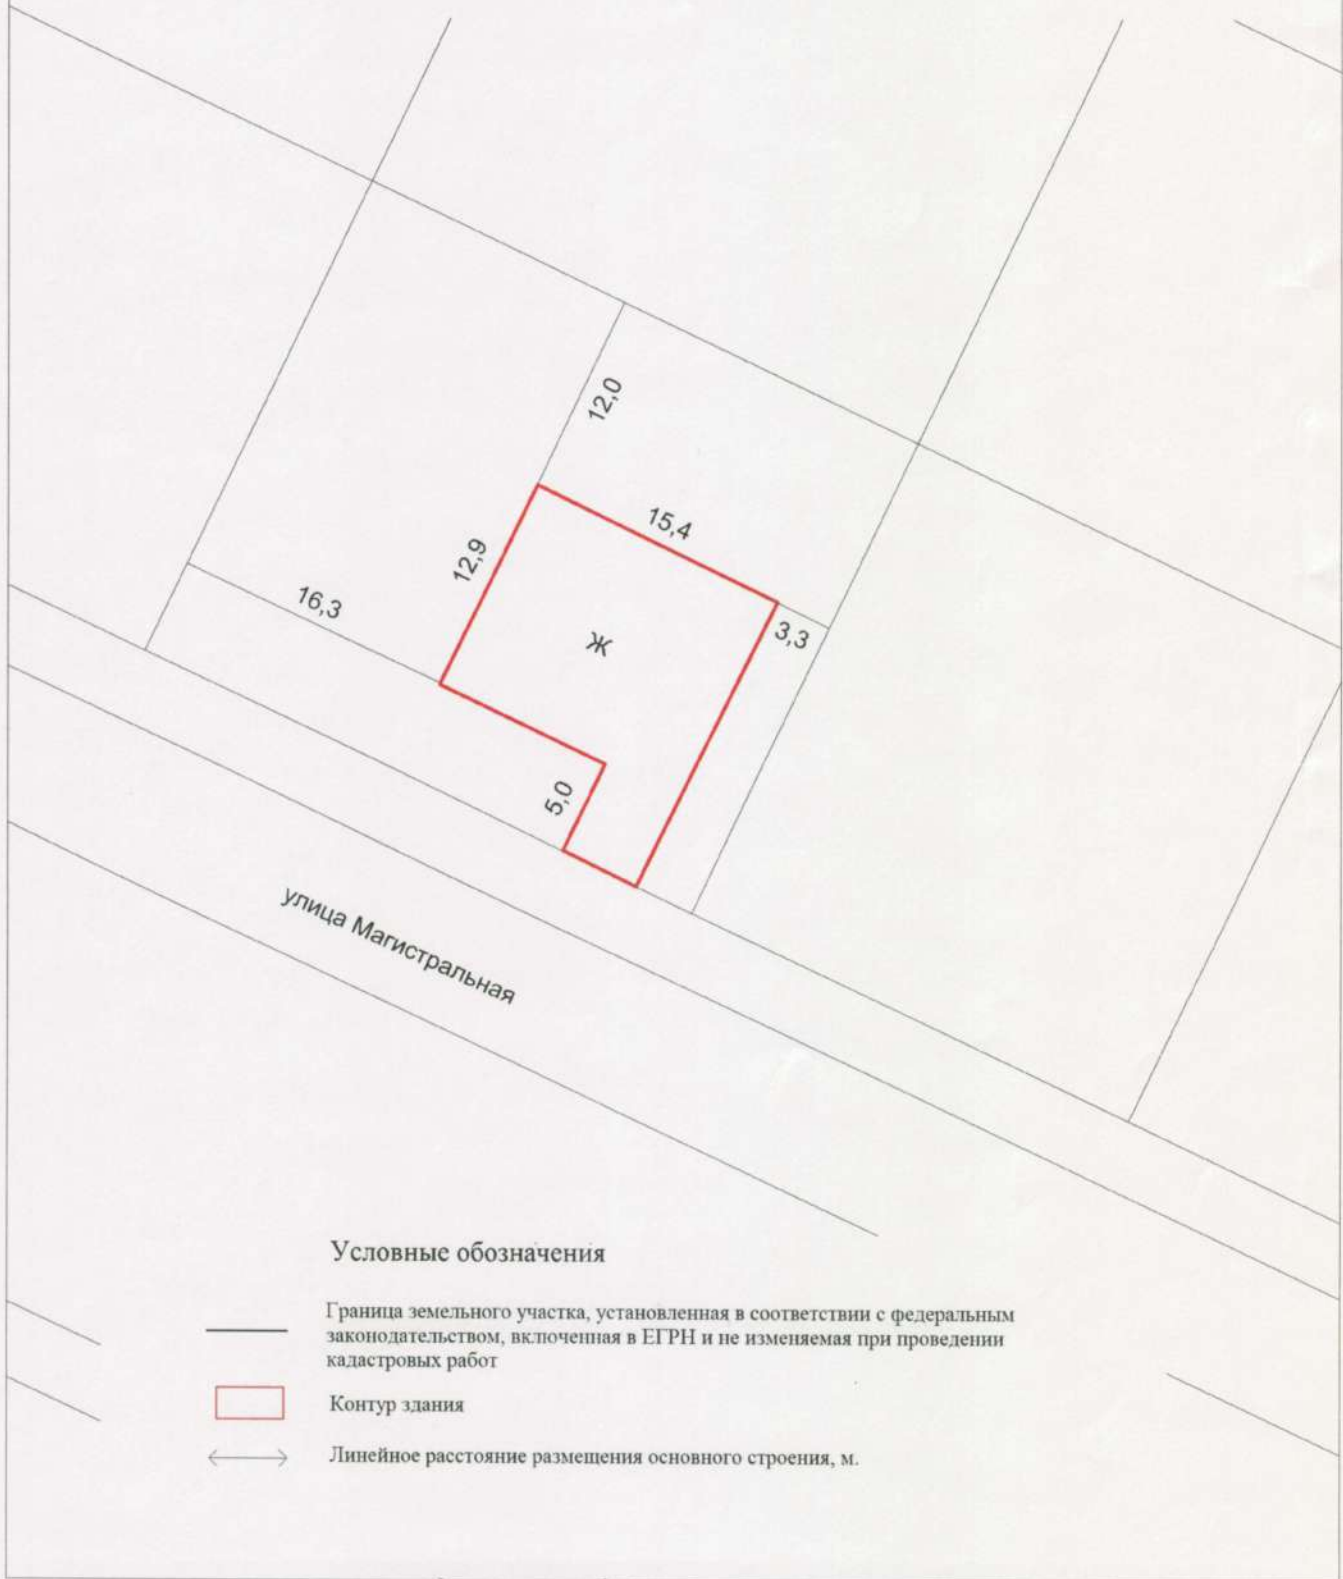 12,0
15,4
12,9
16,3
Ж
3,3
5,0
улица Магистральная
Условные обозначения
Граница земельного участка, установленная в соответствии с федеральным
законодательством, включенная в ЕГРН и не изменяемая при проведении
кадастровых работ
Контур здания
Линейное расстояние размещения основного строения, м.